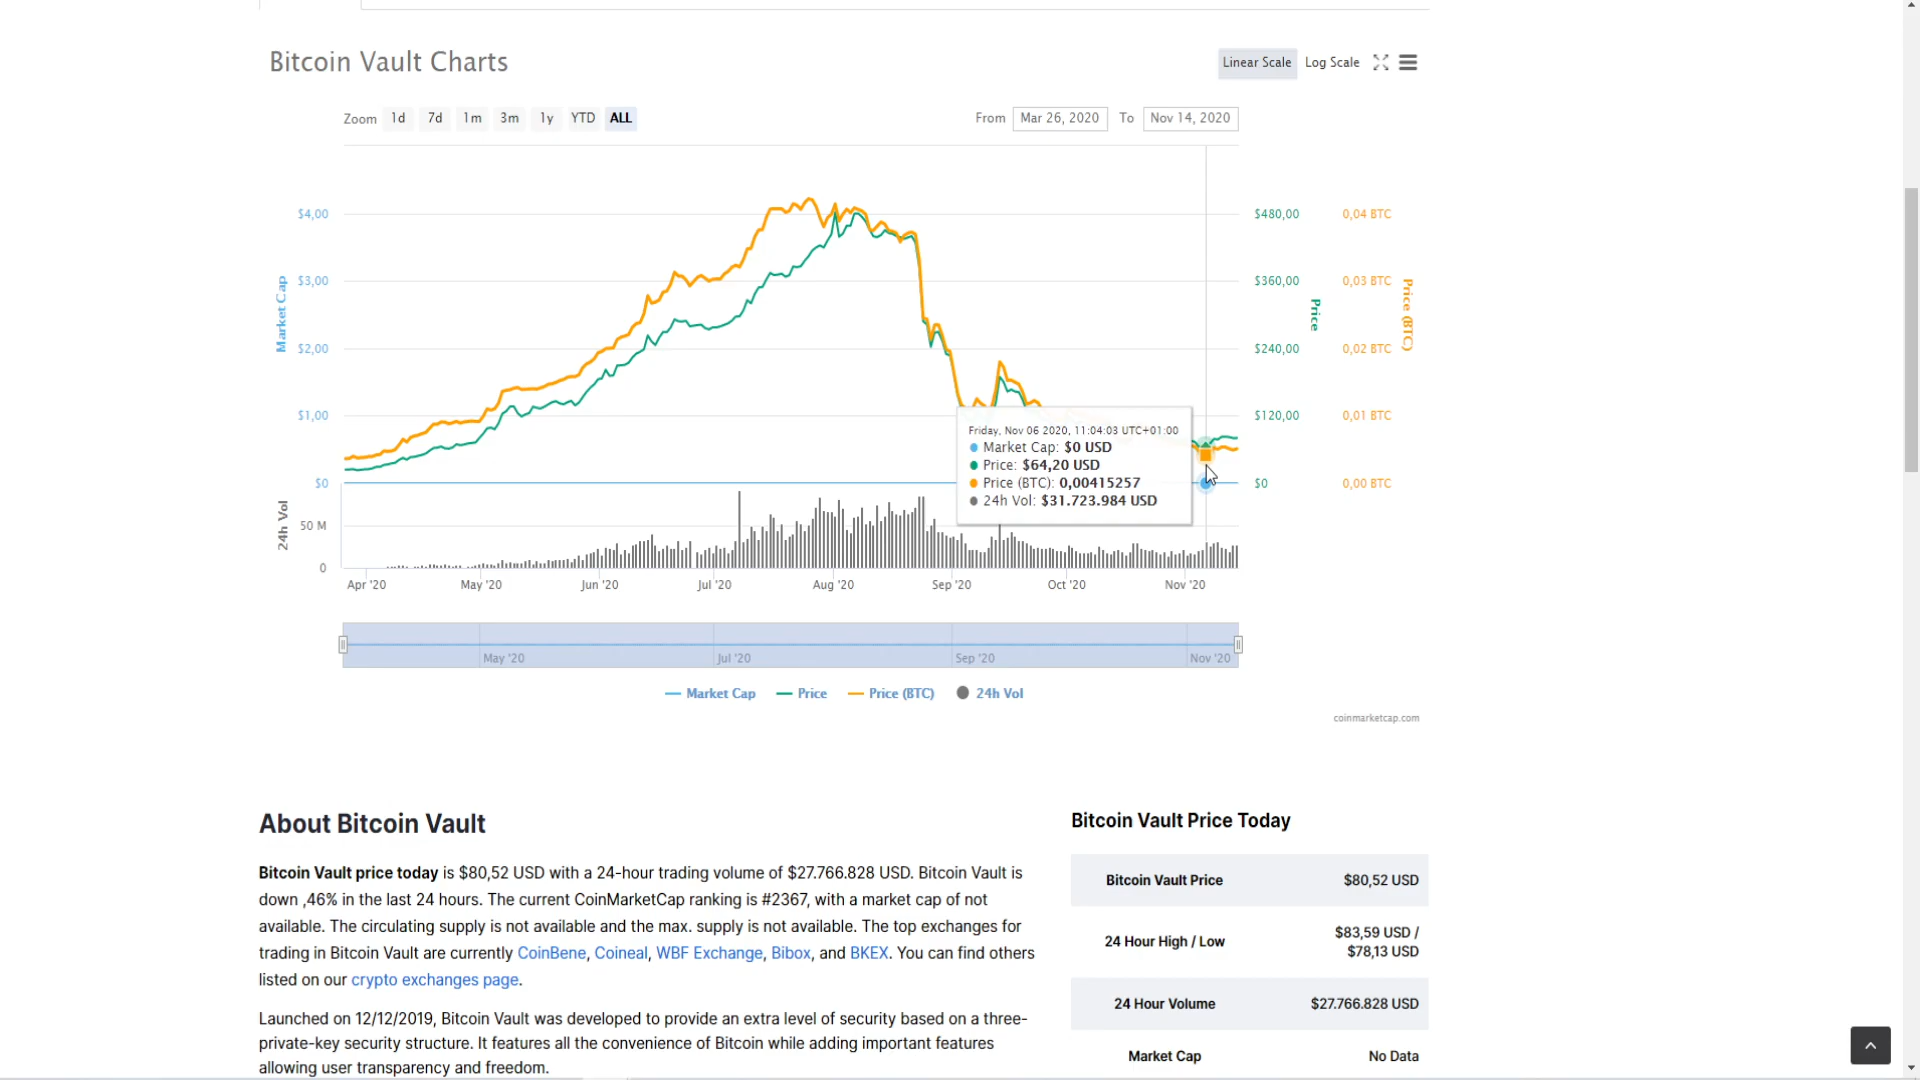 Bitcoin Vault Charts
Linear Scale Log Scale
Zoom 1d 7d 1m 3m 1y YTD ALL
From Mar 26, 2020 To Nov 14, 2020
$4,00 $480,00 0,04 BTC
$3,00 $360,00 0,03 BTC
Market Cap
Price
Price (BTC)
$2,00 $240,00 0,02 BTC
$1,00 $120,00 0,01 BTC
Friday, Nov 06 2020, 11:04:03 UTC+01:00
Market Cap: $0 USD
Price: $64,20 USD
Price (BTC): 0,00415257
24h Vol: $31.723.984 USD
$0 $0 0,00 BTC
24h Vol
50 M
0
Apr '20 May '20 Jun '20 Jul '20 Aug '20 Sep '20 Oct '20 Nov '20
May '20 Jul '20 Sep '20 Nov '20
Market Cap Price Price (BTC) 24h Vol
coinmarketcap.com
About Bitcoin Vault
Bitcoin Vault price today is $80,52 USD with a 24-hour trading volume of $27.766.828 USD. Bitcoin Vault is
down ,46% in the last 24 hours. The current CoinMarketCap ranking is #2367, with a market cap of not
available. The circulating supply is not available and the max. supply is not available. The top exchanges for
trading in Bitcoin Vault are currently CoinBene, Coineal, WBF Exchange, Bibox, and BKEX. You can find others
listed on our crypto exchanges page.
Launched on 12/12/2019, Bitcoin Vault was developed to provide an extra level of security based on a three-
private-key security structure. It features all the convenience of Bitcoin while adding important features
allowing user transparency and freedom.
Bitcoin Vault Price Today
Bitcoin Vault Price $80,52 USD
24 Hour High / Low $83,59 USD /
$78,13 USD
24 Hour Volume $27.766.828 USD
Market Cap No Data